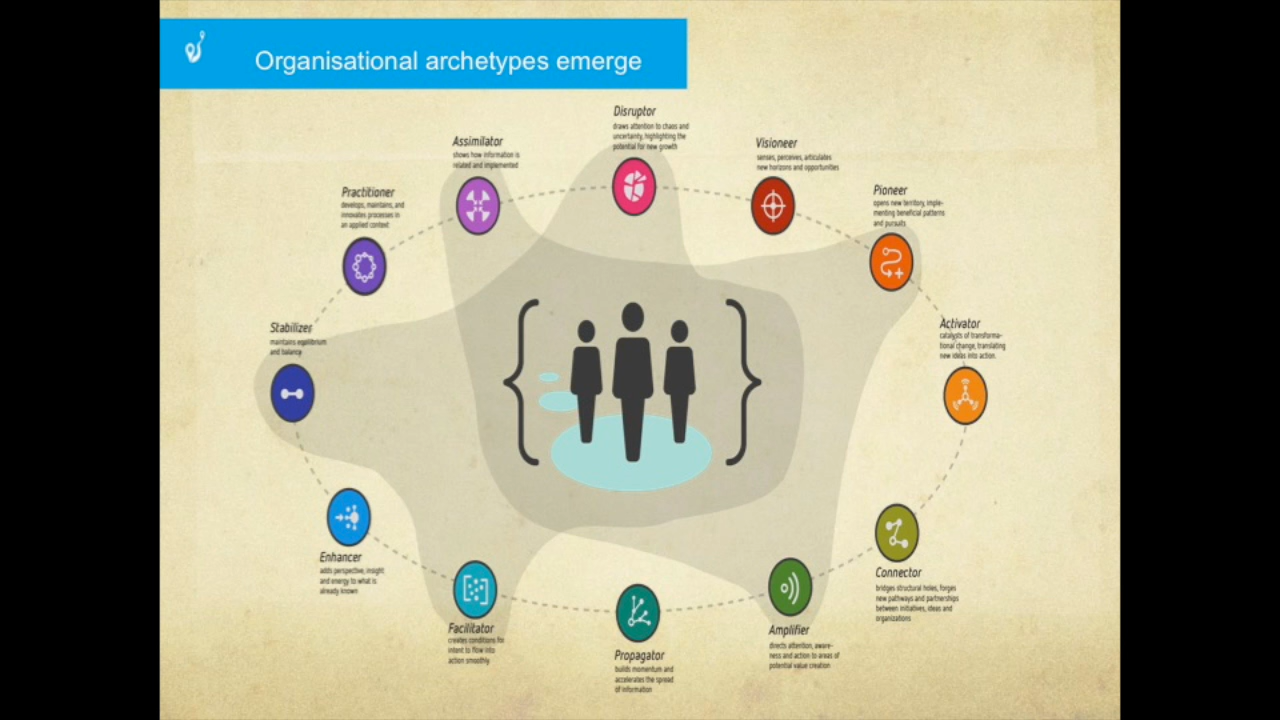 Organisational archetypes emerge
Disruptor
draws attention to chaos and
uncertainty, highlighting the
potential for new growth
Assimilator
shows how information is
related and implemented
Visioneer
senses, perceives, articulates
new horizons and opportunities
Practitioner
develops, maintains, and
innovates processes in
an applied context
Pioneer
opens new territory, imple-
menting beneficial patterns
and pursuits
Stabilizer
maintains equilibrium
and balance
Activator
catalysts of transforma-
tional change, translating
new ideas into action.
Enhancer
adds perspective, insight
and energy to what is
already known
Connector
bridges structural holes, forges
new pathways and partnerships
between initiatives, ideas and
organizations
Facilitator
creates conditions for
intent to flow into
action smoothly
Amplifier
directs attention, aware-
ness and action to areas of
potential value creation
Propagator
builds momentum and
accelerates the spread
of information